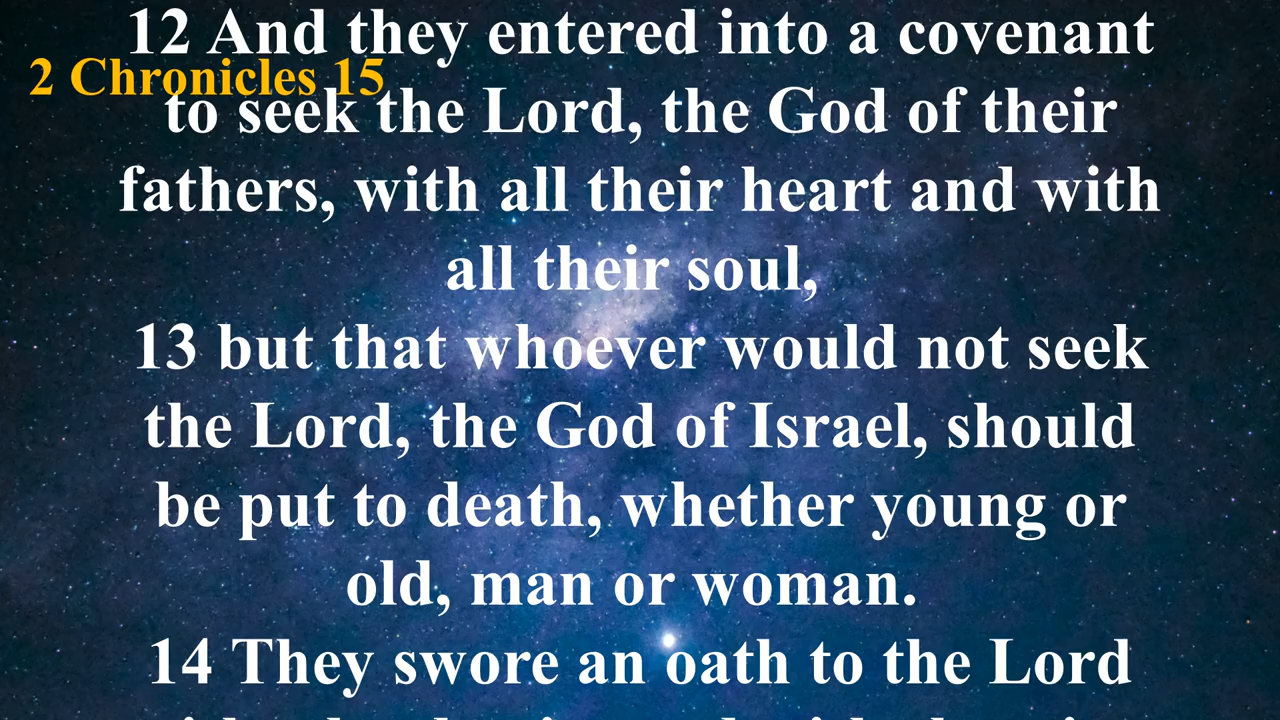 12 And they entered into a covenant
2 Chronicles 15
to seek the Lord, the God of their
fathers, with all their heart and with
all their soul,
13 but that whoever would not seek
the Lord, the God of Israel, should
be put to death, whether young or
old, man or woman.
14 They swore an oath to the Lord